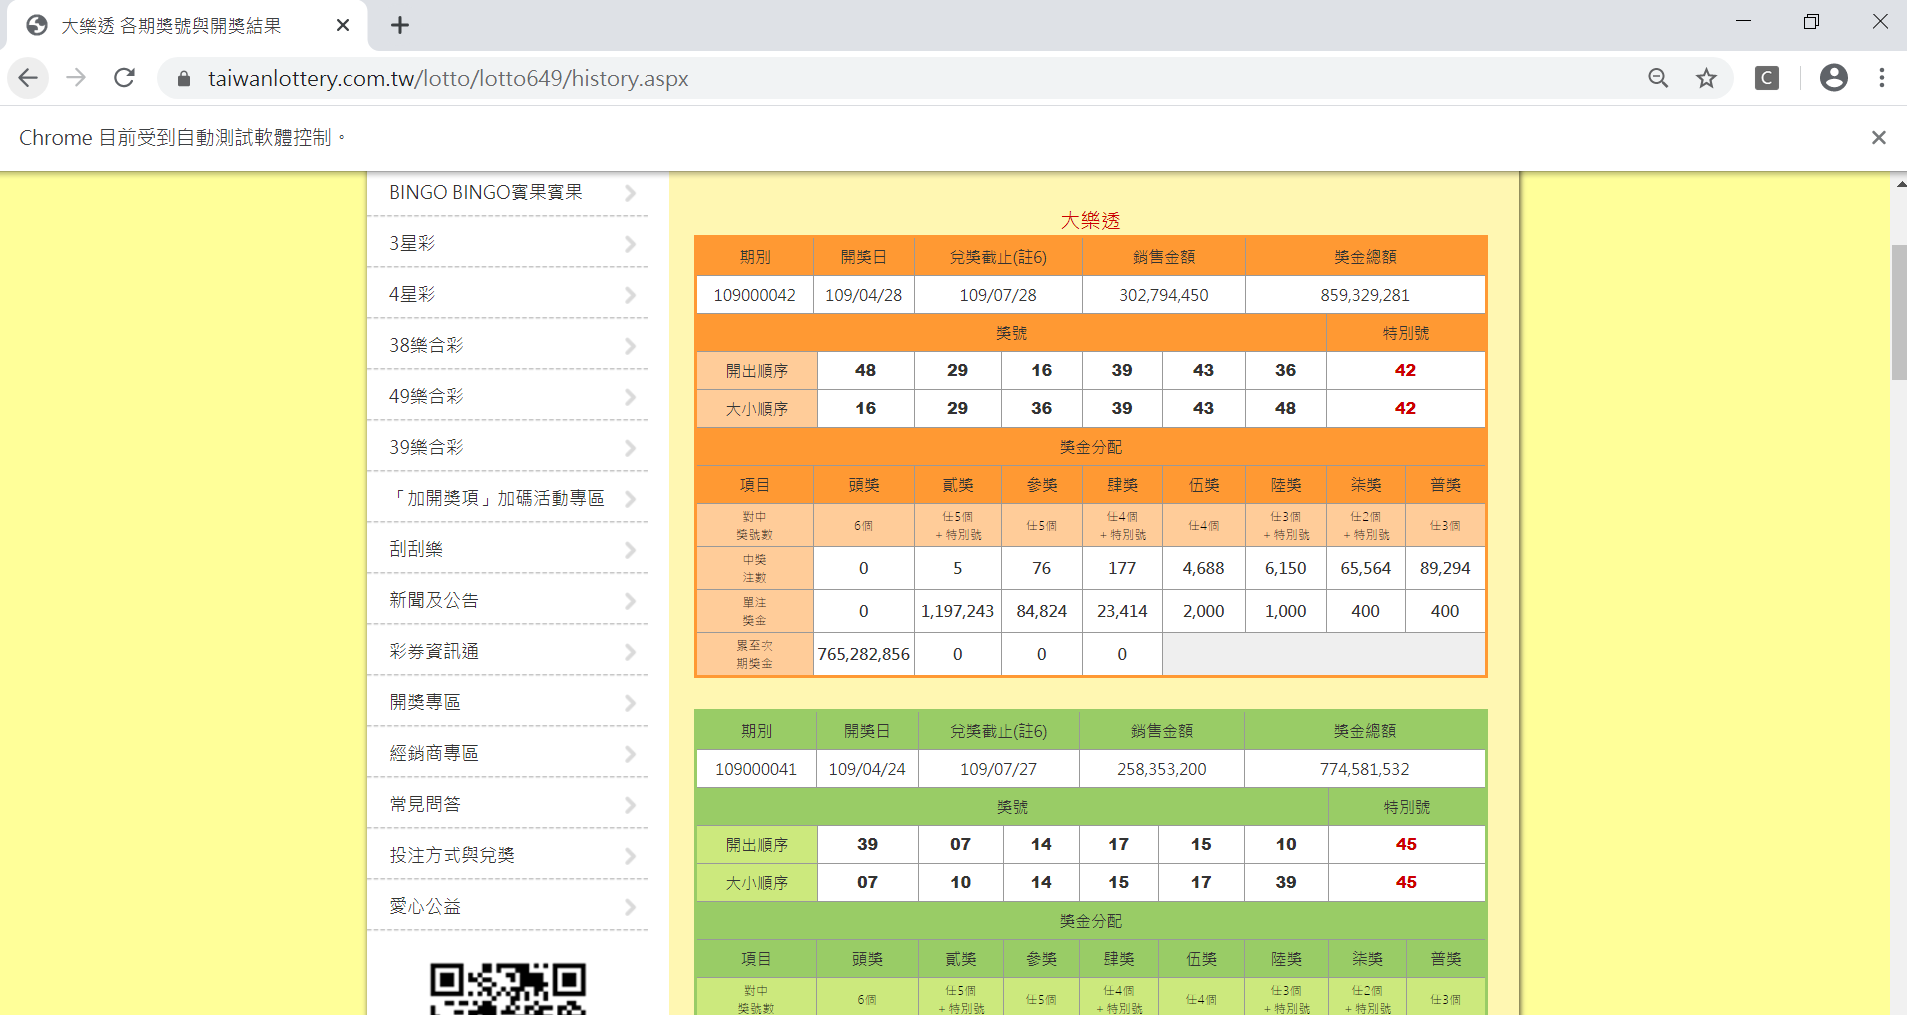 大樂透 各期獎號與開獎結果
taiwanlottery.com.tw/lotto/lotto649/history.aspx
C
Chrome 目前受到自動測試軟體控制。
BINGO BINGO賓果賓果
3星彩
4星彩
38樂合彩
49樂合彩
39樂合彩
「加開獎項」加碼活動專區
刮刮樂
新聞及公告
彩券資訊通
開獎專區
經銷商專區
常見問答
投注方式與兌獎
愛心公益
大樂透
期別 開獎日 兌獎截止(註6) 銷售金額 獎金總額
109000042 109/04/28 109/07/28 302,794,450 859,329,281
獎號 特別號
開出順序 48 29 16 39 43 36 42
大小順序 16 29 36 39 43 48 42
獎金分配
項目 頭獎 貳獎 參獎 肆獎 伍獎 陸獎 柒獎 普獎
對中 任5個 任4個 任3個 任2個
6個 任5個 任4個 任3個
獎號數 + 特別號 + 特別號 + 特別號 + 特別號
中獎
注數 0 5 76 177 4,688 6,150 65,564 89,294
單注
獎金 0 1,197,243 84,824 23,414 2,000 1,000 400 400
累至次
期獎金 765,282,856 0 0 0
期別 開獎日 兌獎截止(註6) 銷售金額 獎金總額
109000041 109/04/24 109/07/27 258,353,200 774,581,532
獎號 特別號
開出順序 39 07 14 17 15 10 45
大小順序 07 10 14 15 17 39 45
獎金分配
項目 頭獎 貳獎 參獎 肆獎 伍獎 陸獎 柒獎 普獎
對中 任5個 任4個 任3個 任2個
6個 任5個 任4個 任3個
獎號數 + 特別號 + 特別號 + 特別號 + 特別號